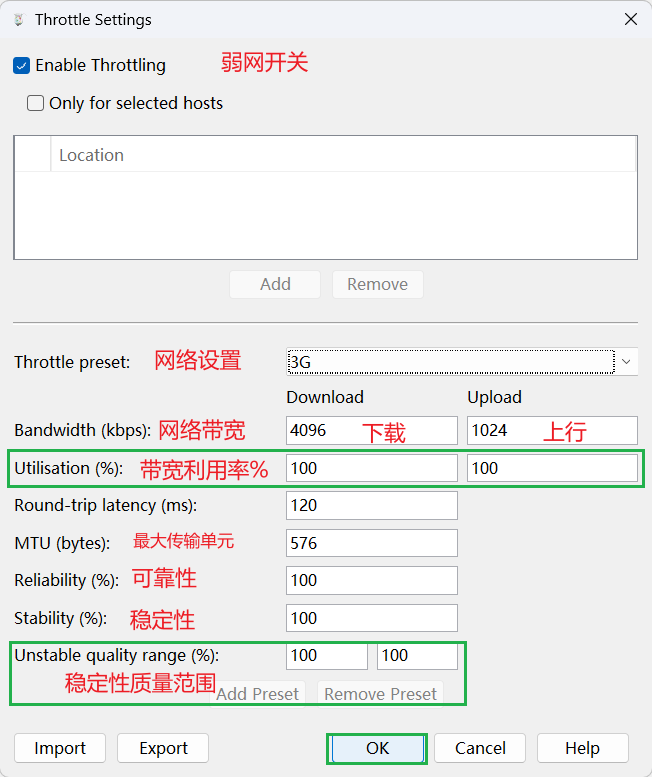 Throttle Settings
Enable Throttling 弱网开关
Only for selected hosts
Location
Add Remove
Throttle preset: 网络设置 3G
Download Upload
Bandwidth (kbps): 网络带宽 4096 下载 1024 上行
Utilisation (%): 带宽利用率% 100 100
Round-trip latency (ms): 120
MTU (bytes): 最大传输单元 576
Reliability (%): 可靠性 100
Stability (%): 稳定性 100
Unstable quality range (%): 100 100
稳定性质量范围 Add Preset Remove Preset
Import Export OK Cancel Help